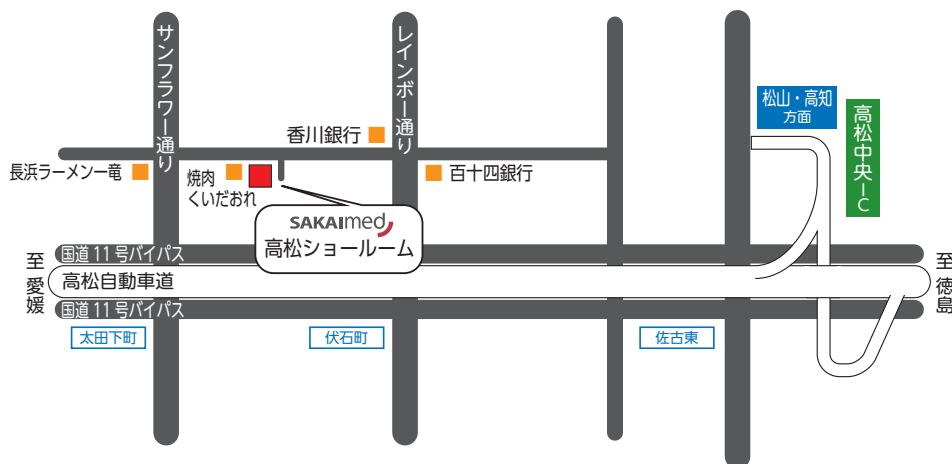 サンフラワー通り
レインボー通り
松山・高知
方面
高松中央IC
香川銀行
長浜ラーメン一竜
焼肉
くいだおれ
百十四銀行
SAKAImed
高松ショールーム
国道11号バイパス
至愛媛
高松自動車道
至徳島
国道11号バイパス
太田下町
伏石町
佐古東